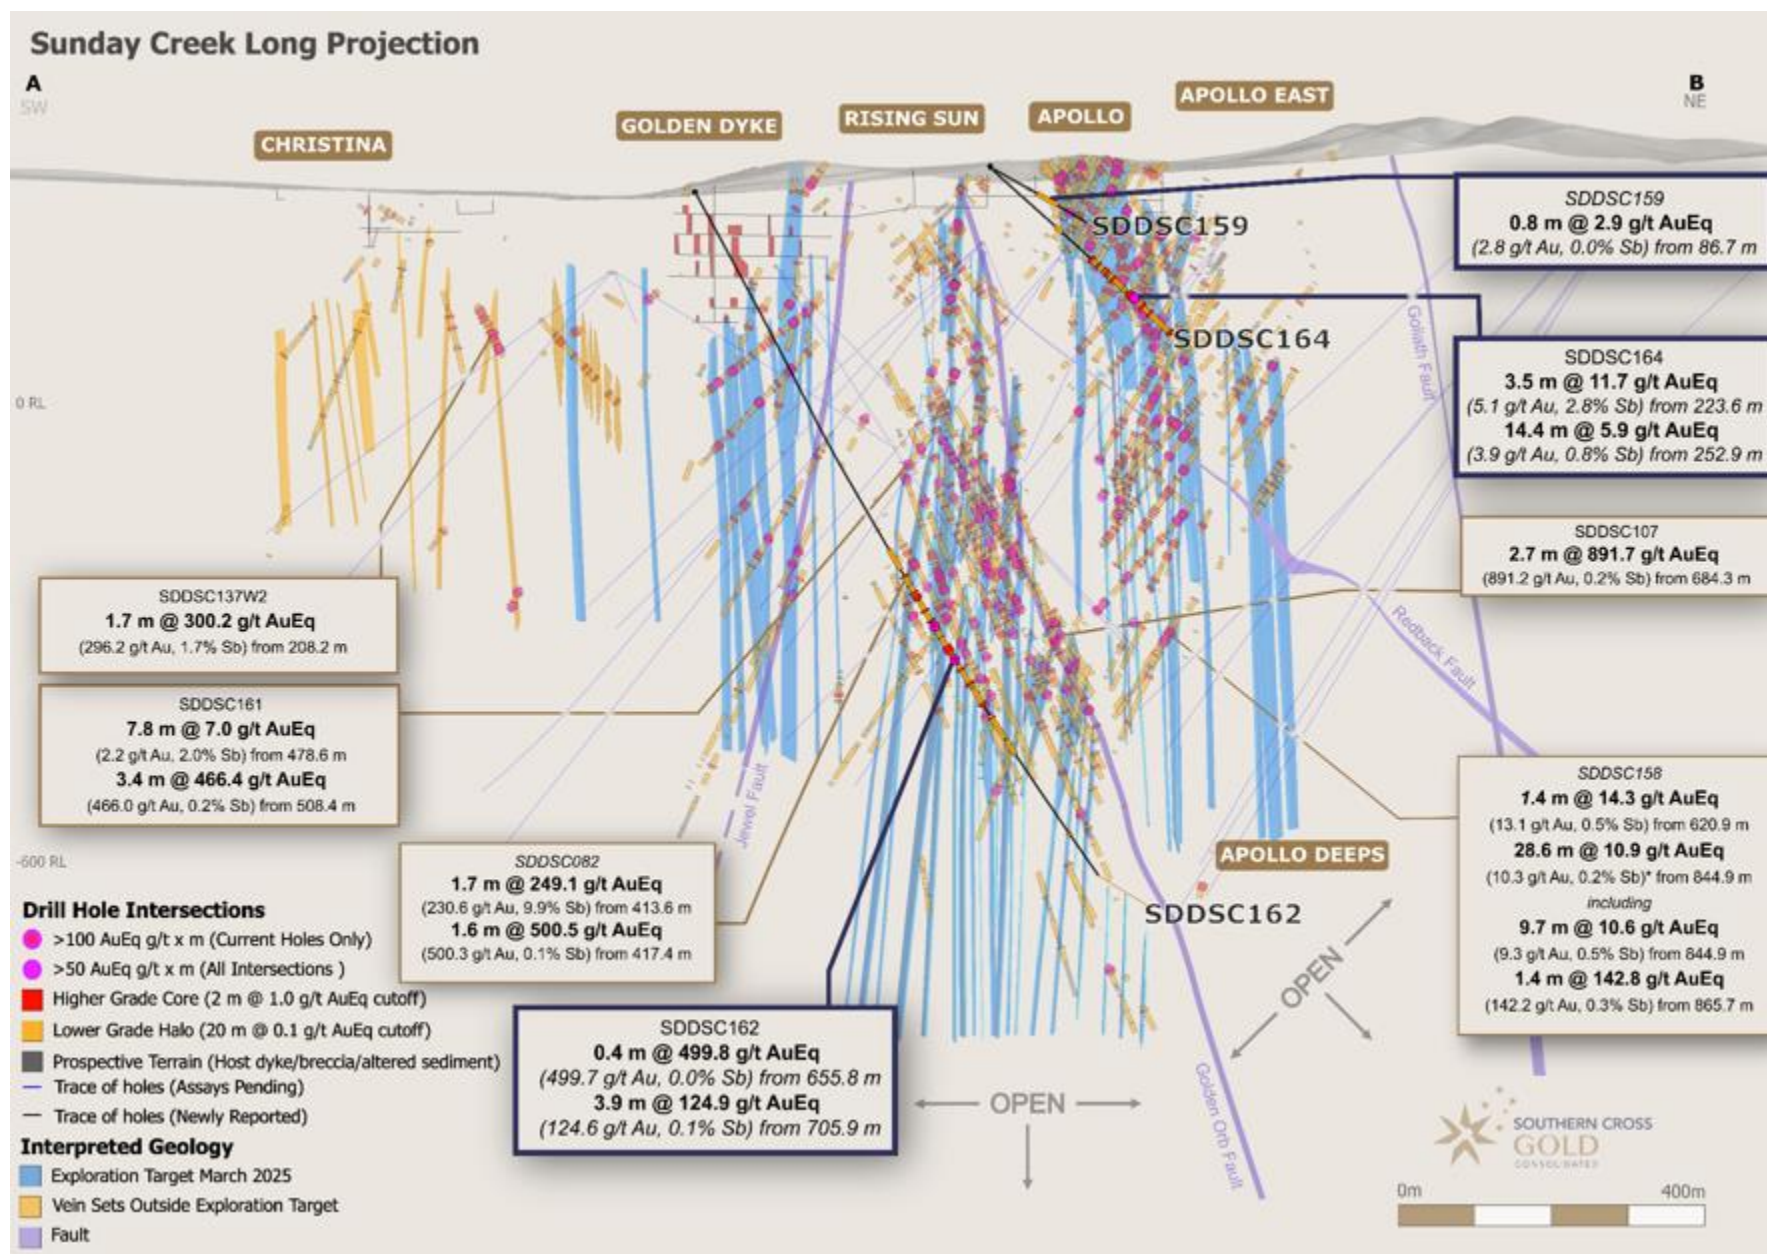 Sunday Creek Long Projection
A
SW
B
NE
CHRISTINA
GOLDEN DYKE
RISING SUN
APOLLO
APOLLO EAST
SDDSC159
0.8 m @ 2.9 g/t AuEq
(2.8 g/t Au, 0.0% Sb) from 86.7 m
SDDSC159
SDDSC164
Goliath Fault
SDDSC164
3.5 m @ 11.7 g/t AuEq
(5.1 g/t Au, 2.8% Sb) from 223.6 m
14.4 m @ 5.9 g/t AuEq
(3.9 g/t Au, 0.8% Sb) from 252.9 m
0 RL
SDDSC107
2.7 m @ 891.7 g/t AuEq
(891.2 g/t Au, 0.2% Sb) from 684.3 m
SDDSC137W2
1.7 m @ 300.2 g/t AuEq
(296.2 g/t Au, 1.7% Sb) from 208.2 m
Redback Fault
SDDSC161
7.8 m @ 7.0 g/t AuEq
(2.2 g/t Au, 2.0% Sb) from 478.6 m
3.4 m @ 466.4 g/t AuEq
(466.0 g/t Au, 0.2% Sb) from 508.4 m
Jewel Fault
SDDSC158
1.4 m @ 14.3 g/t AuEq
(13.1 g/t Au, 0.5% Sb) from 620.9 m
28.6 m @ 10.9 g/t AuEq
(10.3 g/t Au, 0.2% Sb)* from 844.9 m
including
9.7 m @ 10.6 g/t AuEq
(9.3 g/t Au, 0.5% Sb) from 844.9 m
1.4 m @ 142.8 g/t AuEq
(142.2 g/t Au, 0.3% Sb) from 865.7 m
-600 RL
SDDSC082
1.7 m @ 249.1 g/t AuEq
(230.6 g/t Au, 9.9% Sb) from 413.6 m
1.6 m @ 500.5 g/t AuEq
(500.3 g/t Au, 0.1% Sb) from 417.4 m
APOLLO DEEPS
SDDSC162
OPEN
Drill Hole Intersections
>100 AuEq g/t x m (Current Holes Only)
>50 AuEq g/t x m (All Intersections )
Higher Grade Core (2 m @ 1.0 g/t AuEq cutoff)
Lower Grade Halo (20 m @ 0.1 g/t AuEq cutoff)
Prospective Terrain (Host dyke/breccia/altered sediment)
Trace of holes (Assays Pending)
Trace of holes (Newly Reported)
Interpreted Geology
Exploration Target March 2025
Vein Sets Outside Exploration Target
Fault
SDDSC162
0.4 m @ 499.8 g/t AuEq
(499.7 g/t Au, 0.0% Sb) from 655.8 m
3.9 m @ 124.9 g/t AuEq
(124.6 g/t Au, 0.1% Sb) from 705.9 m
OPEN
Golden Orb Fault
SOUTHERN CROSS
GOLD
CONSOLIDATED
0m
400m